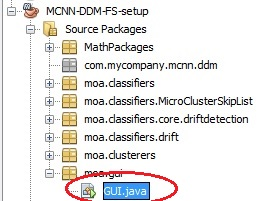 MCNN-DDM-FS-setup
Source Packages
MathPackages
com.mycompany.mcnn.ddm
moa.classifiers
moa.classifiers.MicroClusterSkipList
moa.classifiers.core.driftdetection
moa.classifiers.drift
moa.clusterers
moa.gui
GUI.java